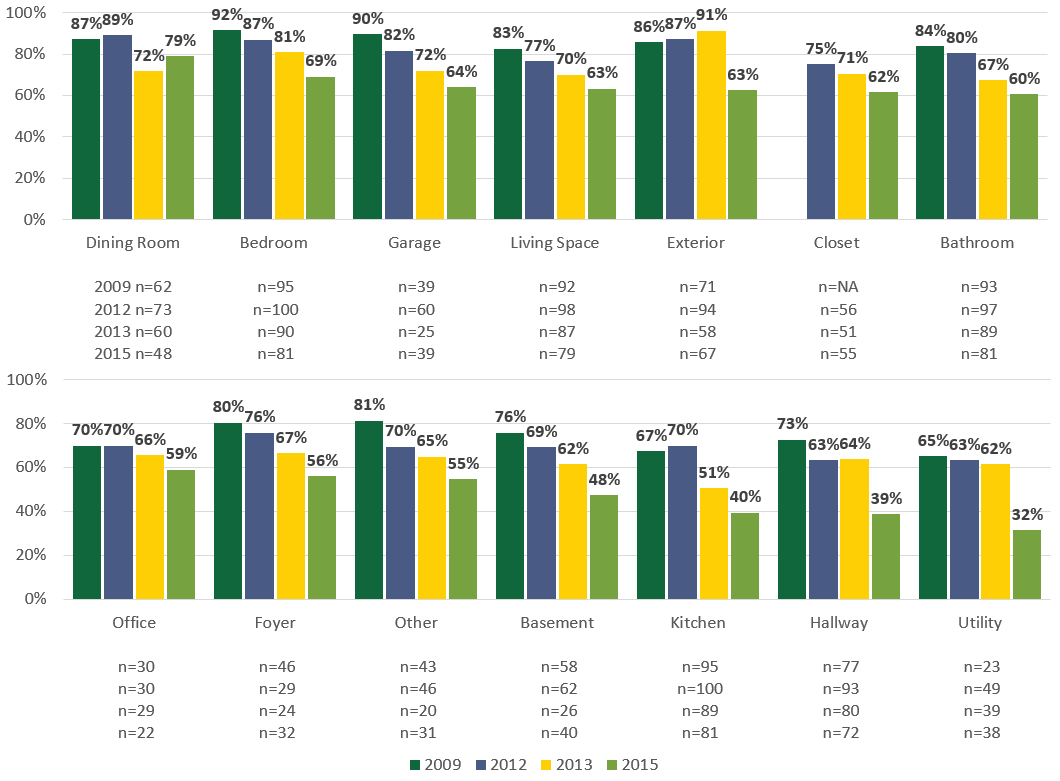 100%
80%
60%
40%
20%
0%
87% 89% 72% 79%
92% 87% 81% 69%
90% 82% 72% 64%
83% 77% 70% 63%
86% 87% 91% 63%
75% 71% 62%
84% 80% 67% 60%
Dining Room Bedroom Garage Living Space Exterior Closet Bathroom
2009 n=62 n=95 n=39 n=92 n=71 n=NA n=93
2012 n=73 n=100 n=60 n=98 n=94 n=56 n=97
2013 n=60 n=90 n=25 n=87 n=58 n=51 n=89
2015 n=48 n=81 n=39 n=79 n=67 n=55 n=81
100%
80%
60%
40%
20%
0%
70% 70% 66% 59%
80% 76% 67% 56%
81% 70% 65% 55%
76% 69% 62% 48%
67% 70% 51% 40%
73% 63% 64% 39%
65% 63% 62% 32%
Office Foyer Other Basement Kitchen Hallway Utility
n=30 n=46 n=43 n=58 n=95 n=77 n=23
n=30 n=29 n=46 n=62 n=100 n=93 n=49
n=29 n=24 n=20 n=26 n=89 n=80 n=39
n=22 n=32 n=31 n=40 n=81 n=72 n=38
2009 2012 2013 2015